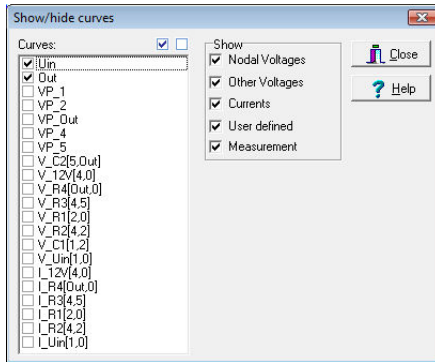 Show/hide curves
Curves:
Uin
Out
VP_1
VP_2
VP_Out
VP_4
VP_5
V_C2[5,Out]
V_12V[4,0]
V_R4[Out,0]
V_R3[4,5]
V_R1[2,0]
V_R2[4,2]
V_C1[1,2]
V_Uin[1,0]
I_12V[4,0]
I_R4[Out,0]
I_R3[4,5]
I_R1[2,0]
I_R2[4,2]
I_Uin[1,0]
Show
Nodal Voltages
Other Voltages
Currents
User defined
Measurement
Close
Help